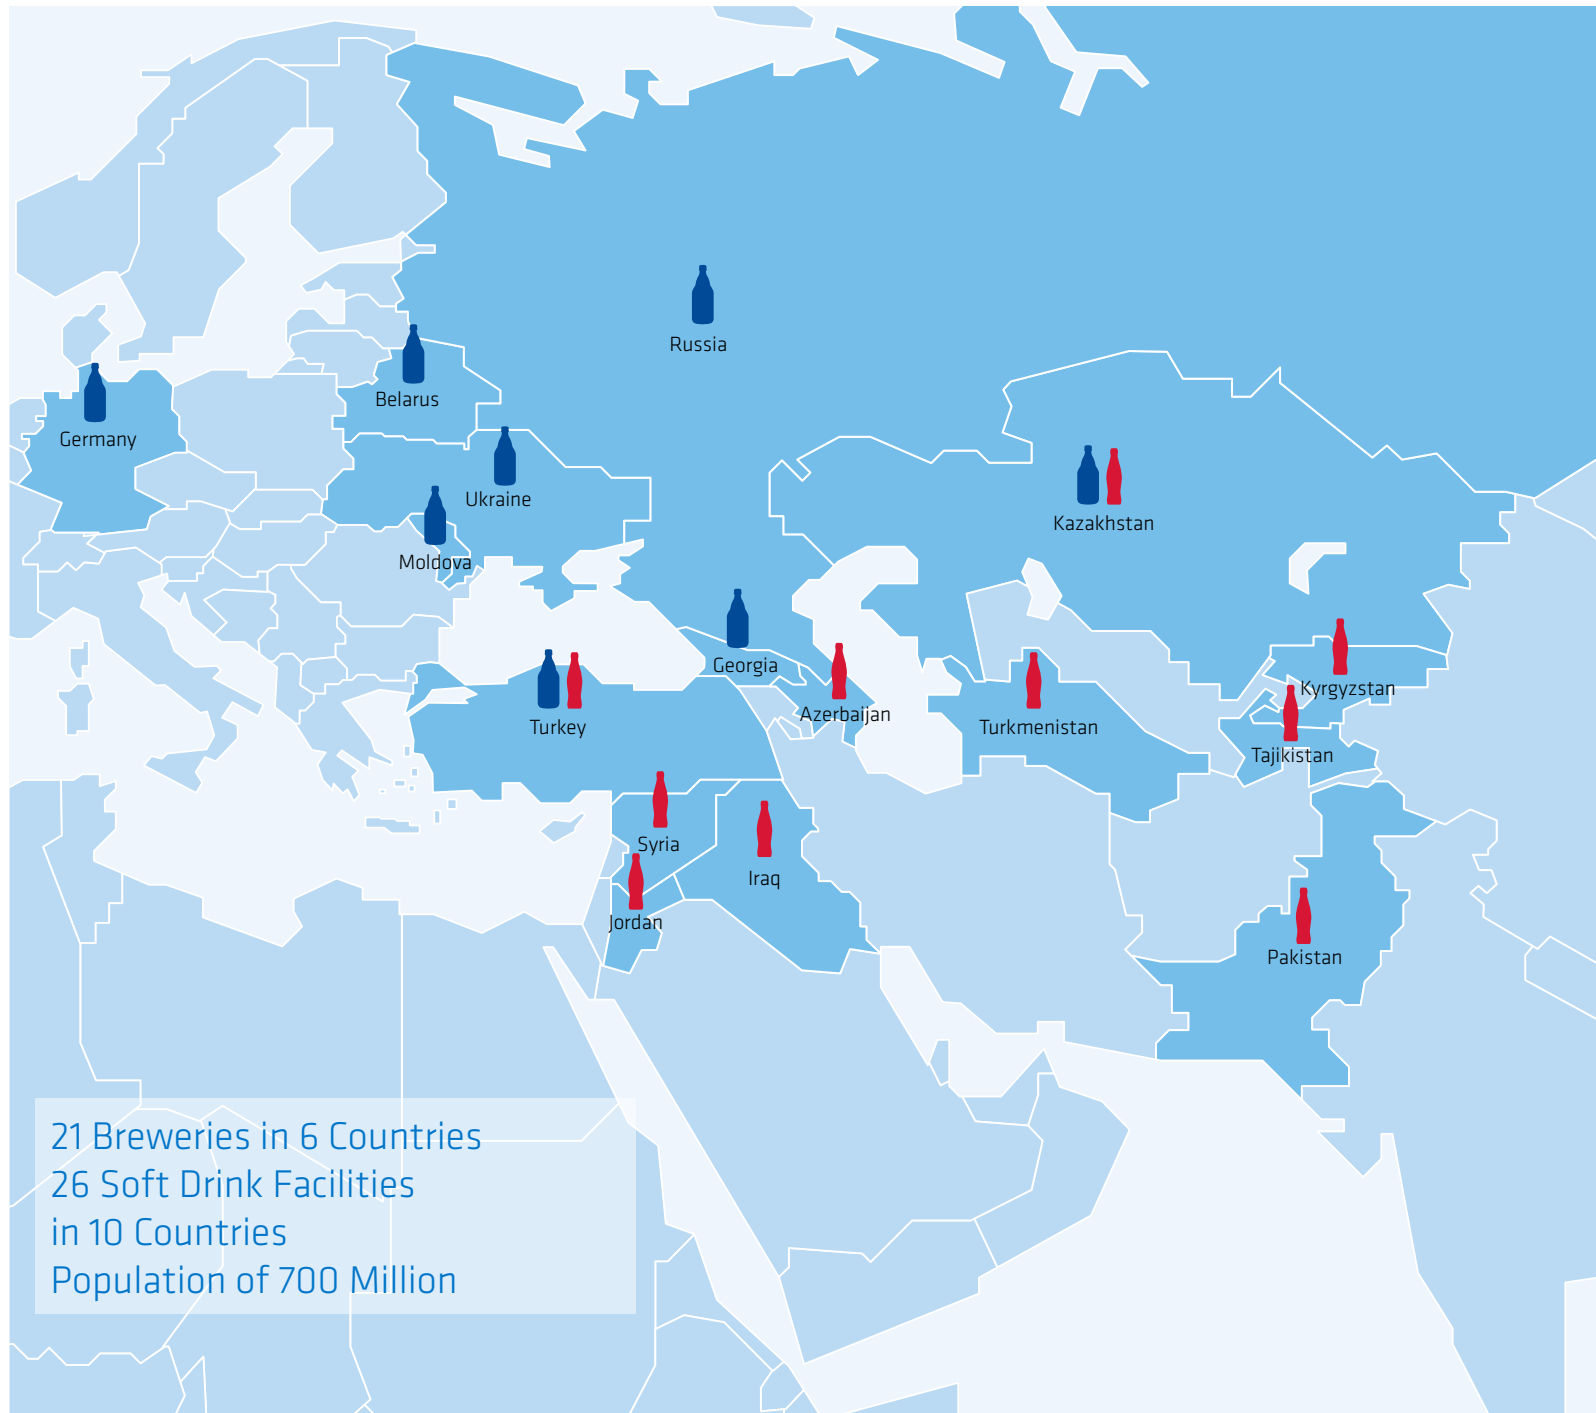 Russia
Belarus
Germany
Ukraine
Kazakhstan
Moldova
Georgia
Kyrgyzstan
Azerbaijan
Turkey
Turkmenistan
Tajikistan
Syria
Iraq
Jordan
Pakistan
21 Breweries in 6 Countries
26 Soft Drink Facilities
in 10 Countries
Population of 700 Million